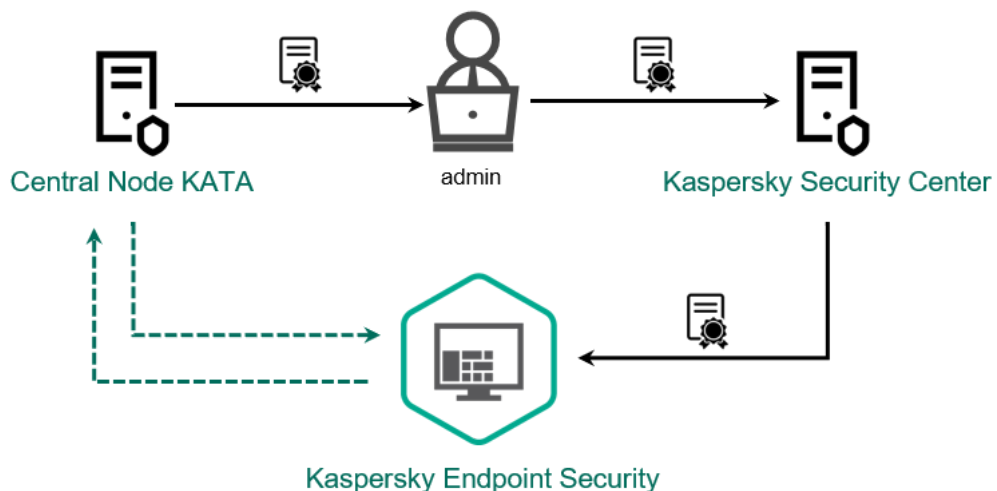 Central Node KATA
admin
Kaspersky Security Center
Kaspersky Endpoint Security